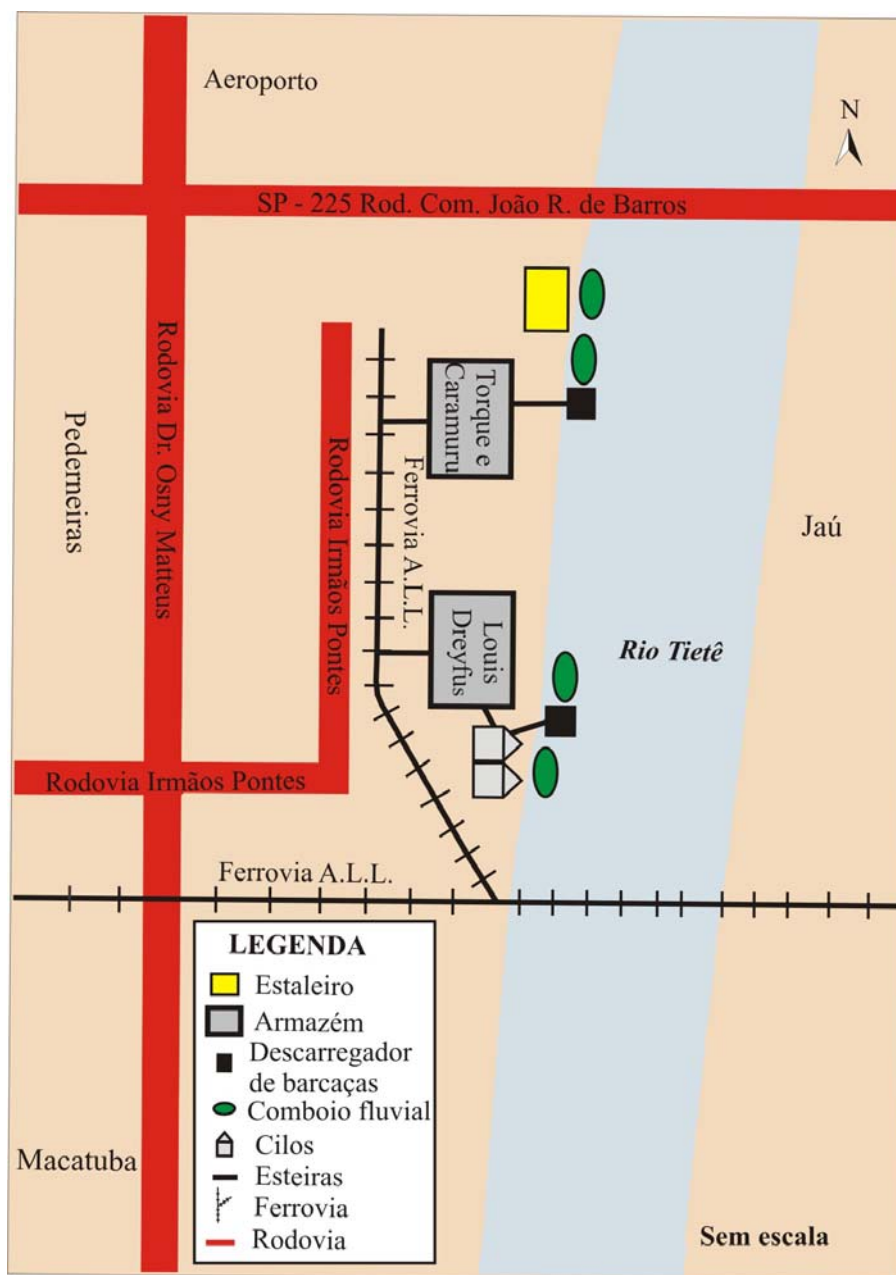 Aeroporto
N
SP - 225 Rod. Com. João R. de Barros
Rodovia Dr. Osny Matteus
Pederneiras
Rodovia Irmãos Pontes
Ferrovia A.L.L.
Torque e
Caramuru
Jaú
Louis
Dreyfus
Rio Tietê
Rodovia Irmãos Pontes
Ferrovia A.L.L.
LEGENDA
Estaleiro
Armazém
Descarregador
de barcaças
Comboio fluvial
Cilos
Esteiras
Ferrovia
Rodovia
Macatuba
Sem escala